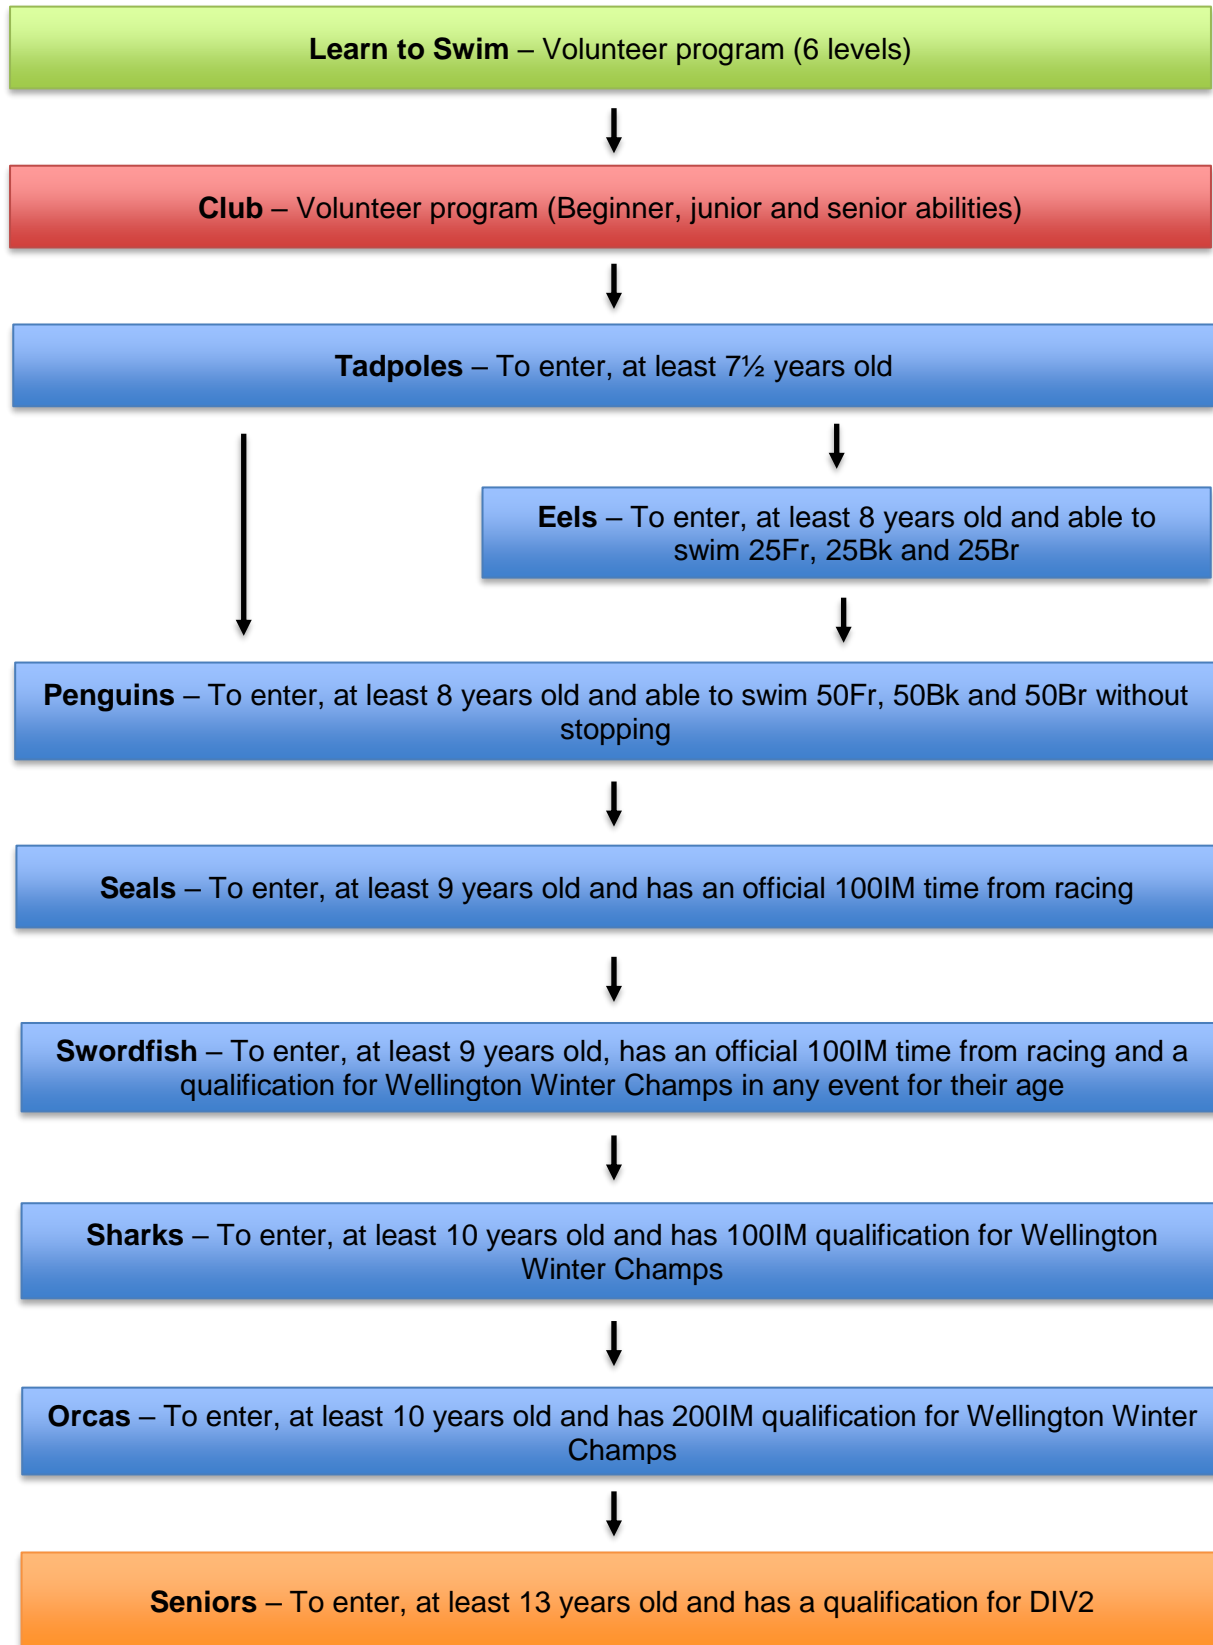 Learn to Swim – Volunteer program (6 levels)
Club – Volunteer program (Beginner, junior and senior abilities)
Tadpoles – To enter, at least 7½ years old
Eels – To enter, at least 8 years old and able to
swim 25Fr, 25Bk and 25Br
Penguins – To enter, at least 8 years old and able to swim 50Fr, 50Bk and 50Br without
stopping
Seals – To enter, at least 9 years old and has an official 100IM time from racing
Swordfish – To enter, at least 9 years old, has an official 100IM time from racing and a
qualification for Wellington Winter Champs in any event for their age
Sharks – To enter, at least 10 years old and has 100IM qualification for Wellington
Winter Champs
Orcas – To enter, at least 10 years old and has 200IM qualification for Wellington Winter
Champs
Seniors – To enter, at least 13 years old and has a qualification for DIV2